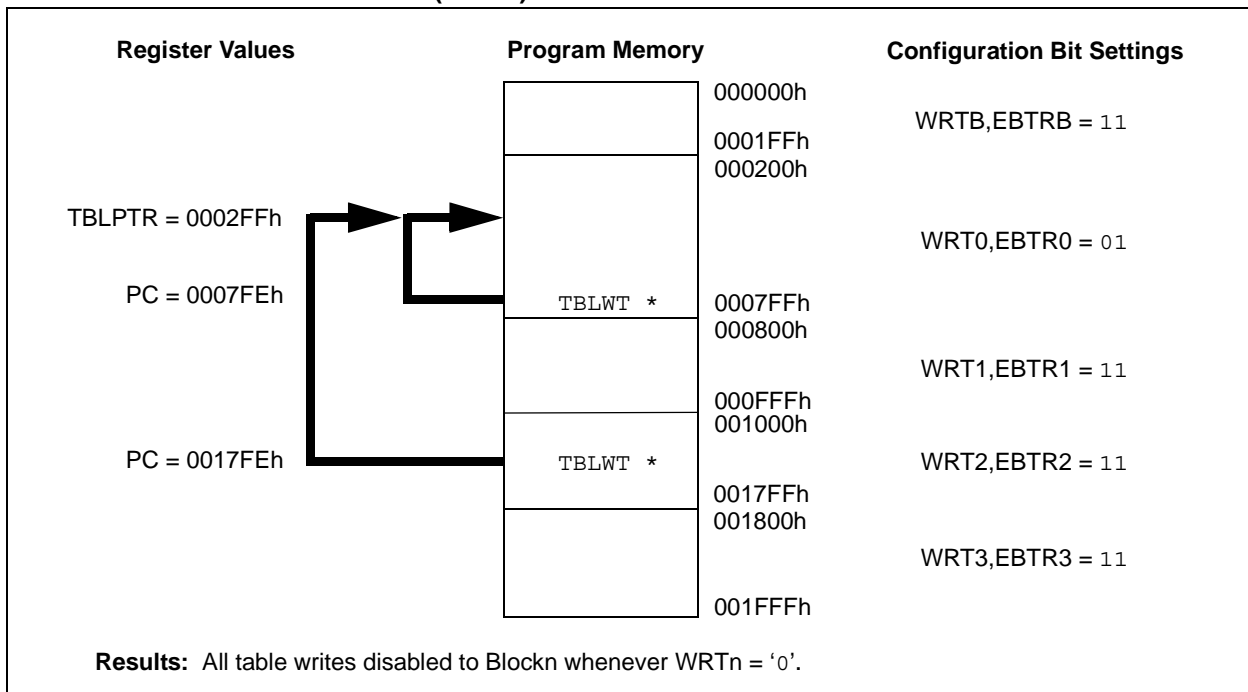 Register Values Program Memory Configuration Bit Settings
000000h
WRTB,EBTRB = 11
0001FFh
000200h
TBLPTR = 0002FFh
WRT0,EBTR0 = 01
PC = 0007FEh
TBLWT * 0007FFh
000800h
WRT1,EBTR1 = 11
000FFFh
001000h
PC = 0017FEh TBLWT * WRT2,EBTR2 = 11
0017FFh
001800h
WRT3,EBTR3 = 11
001FFFh
Results: All table writes disabled to Blockn whenever WRTn = ‘0’.